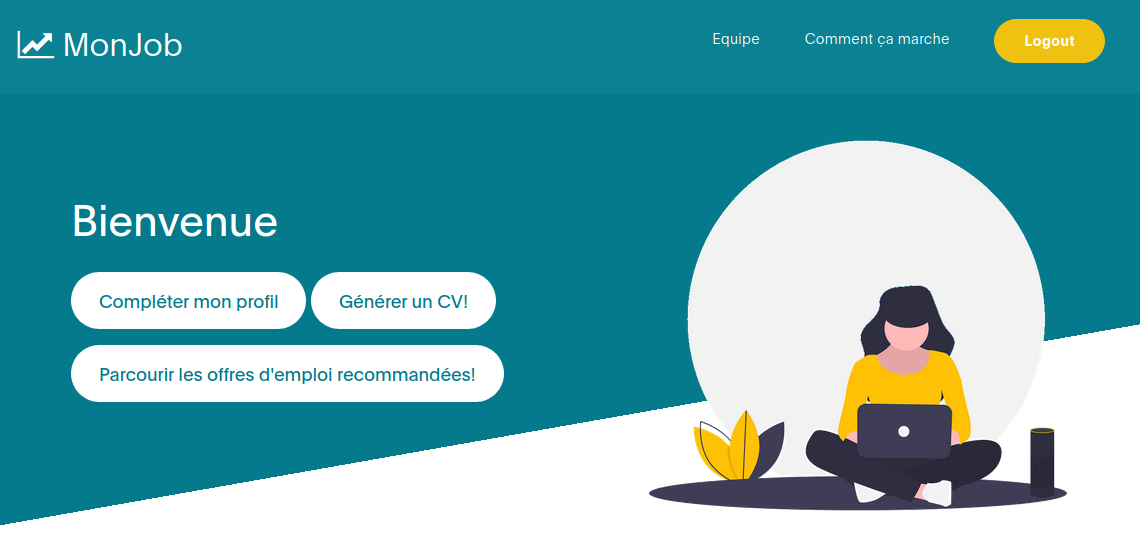 MonJob
Equipe
Comment ça marche
Logout
Bienvenue
Compléter mon profil
Générer un CV!
Parcourir les offres d'emploi recommandées!